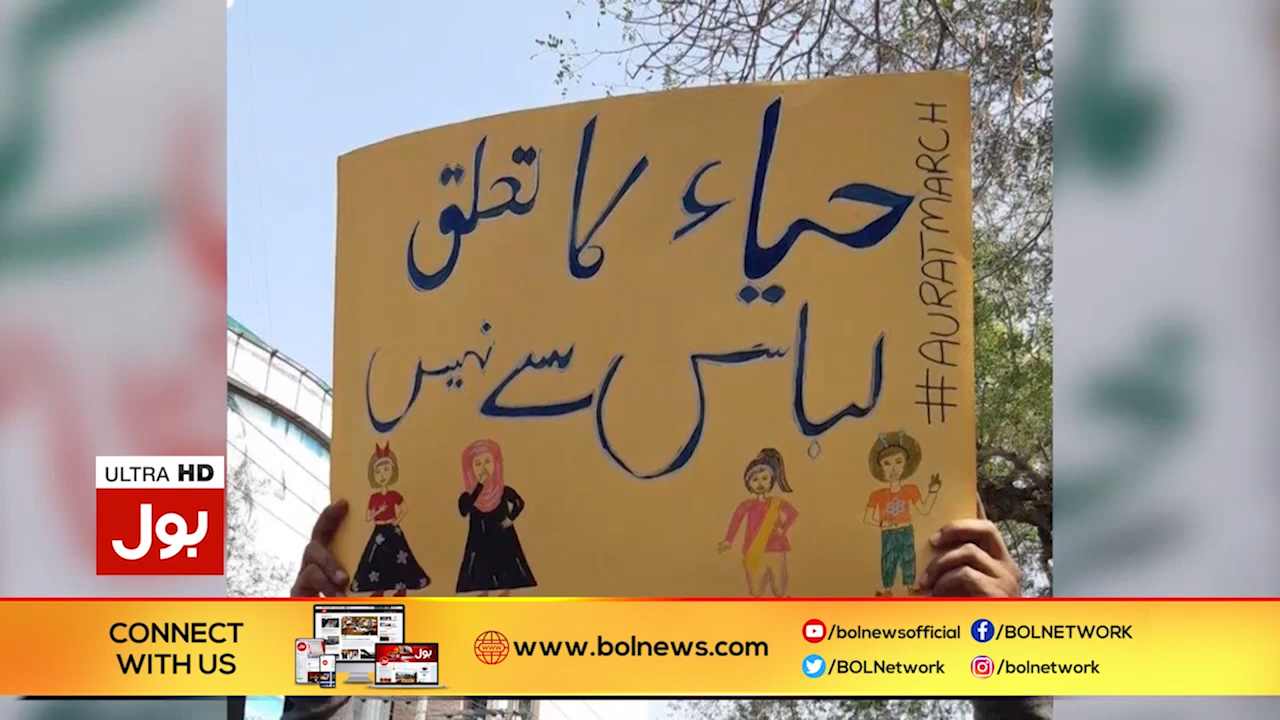 حیاء کا تعلق
لباس سے نہیں
#AURATMARCH
ULTRA HD
بول
CONNECT
WITH US
www.bolnews.com
/bolnewsofficial
/BOLNETWORK
/BOLNetwork
/bolnetwork